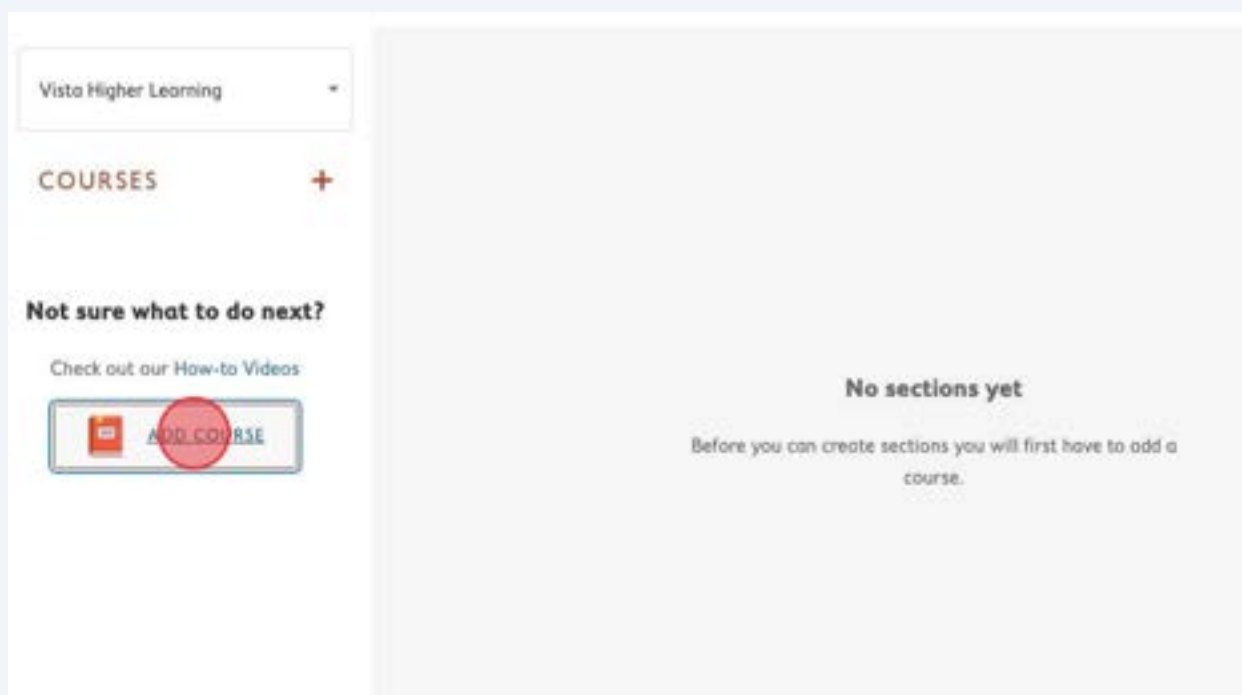 Vista Higher Learning
COURSES +
Not sure what to do next?
Check out our How-to Videos
ADD COURSE
No sections yet
Before you can create sections you will first have to add a
course.